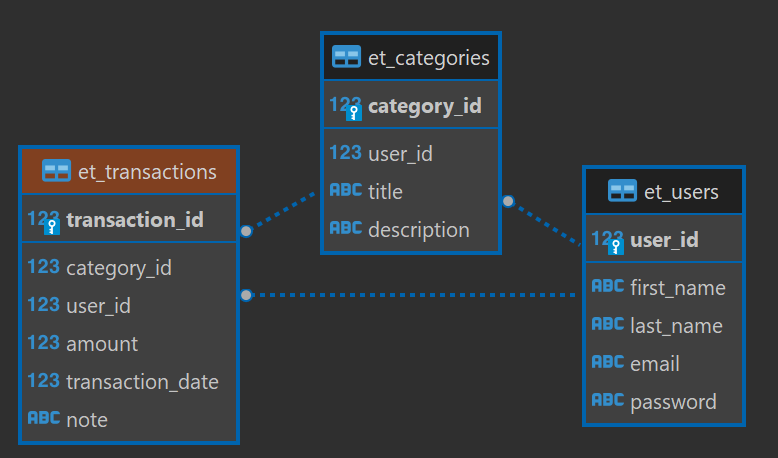 et_categories
123 category_id
123 user_id
ABC title
ABC description
et_transactions
123 transaction_id
123 category_id
123 user_id
123 amount
123 transaction_date
ABC note
et_users
123 user_id
ABC first_name
ABC last_name
ABC email
ABC password